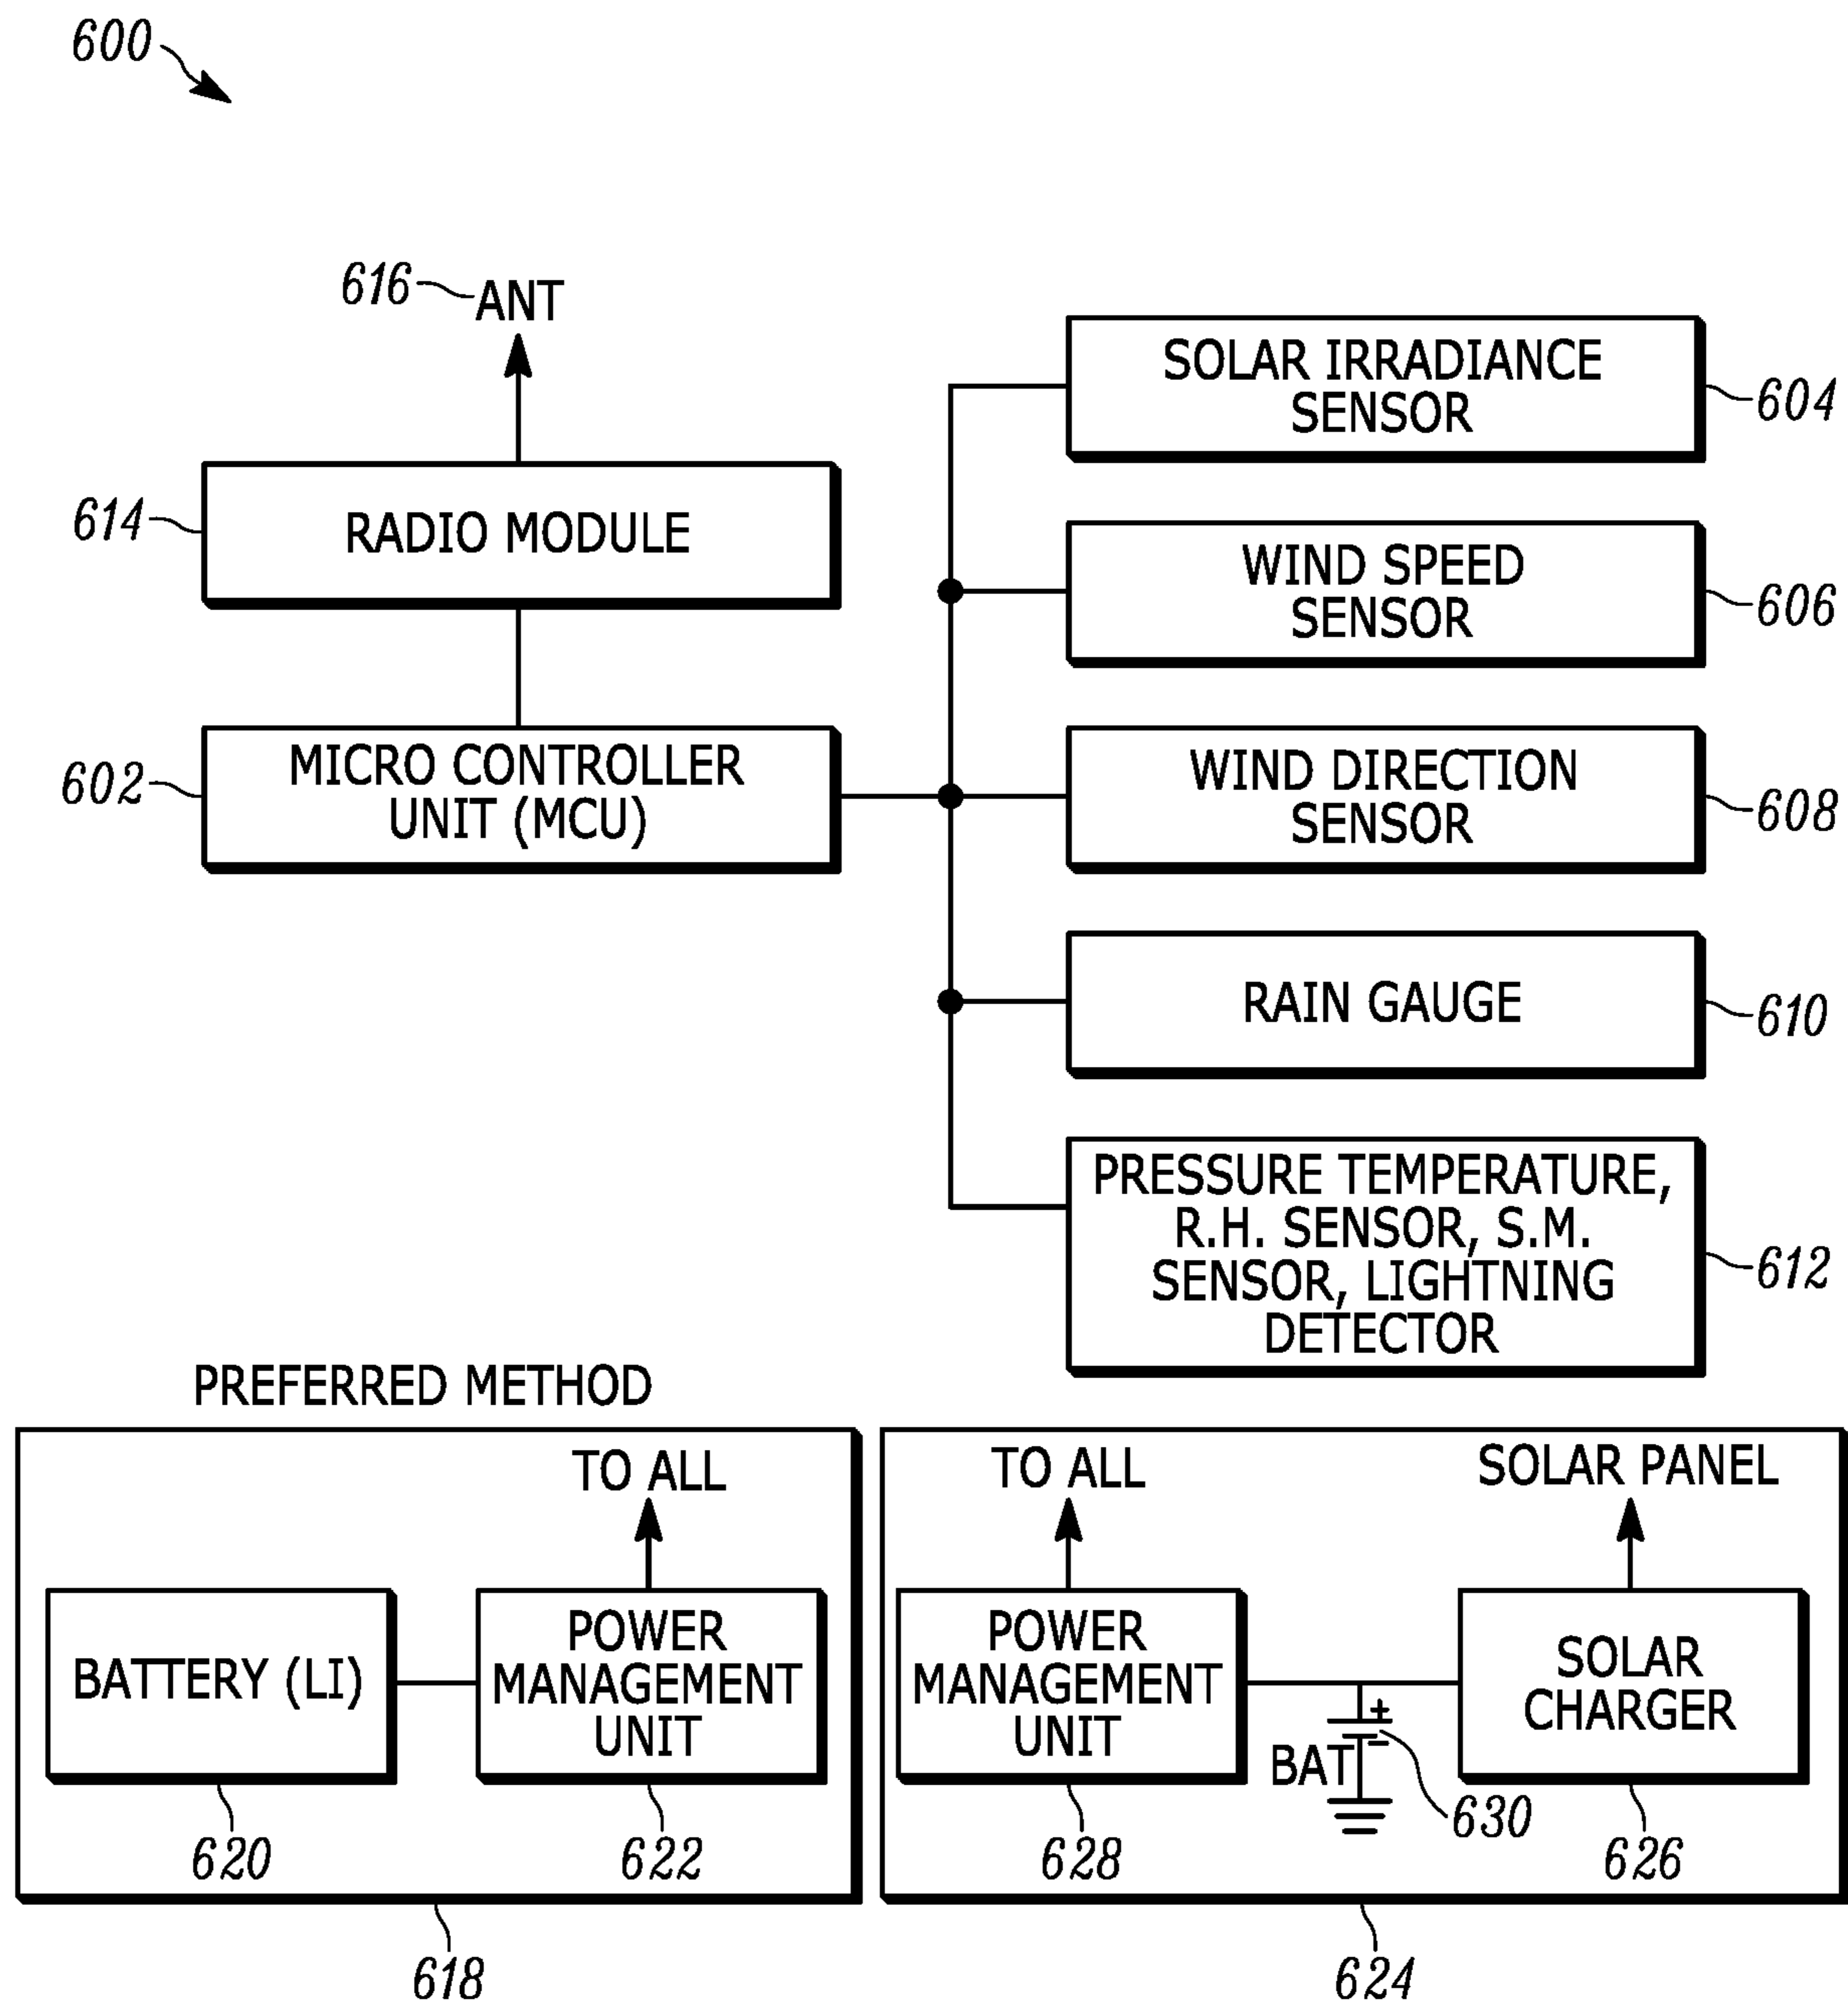 600
616
ANT
SOLAR IRRADIANCE
SENSOR
604
614
RADIO MODULE
WIND SPEED
SENSOR
606
602
MICRO CONTROLLER
UNIT (MCU)
WIND DIRECTION
SENSOR
608
RAIN GAUGE
610
PRESSURE TEMPERATURE,
R.H. SENSOR, S.M.
SENSOR, LIGHTNING
DETECTOR
612
PREFERRED METHOD
TO ALL
BATTERY (LI)
POWER
MANAGEMENT
UNIT
620
622
618
TO ALL
SOLAR PANEL
POWER
MANAGEMENT
UNIT
+
-
BAT
630
SOLAR
CHARGER
628
626
624